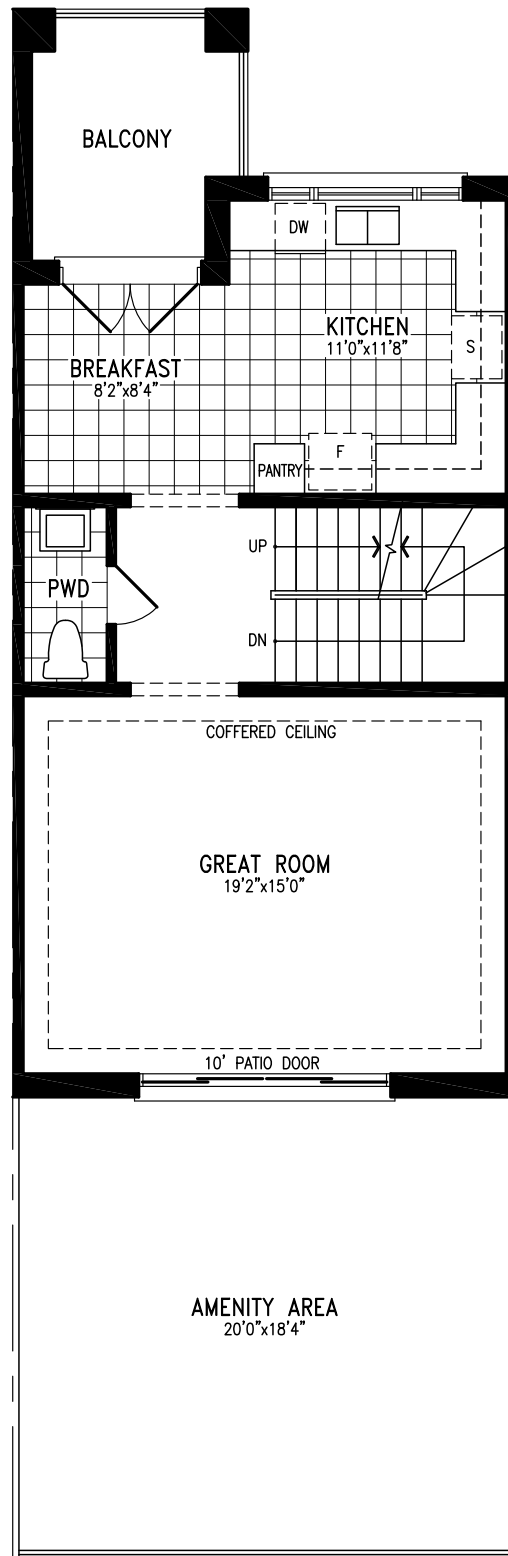 BALCONY
DW
KITCHEN
11'0"x11'8"
S
BREAKFAST
8'2"x8'4"
F
PANTRY
UP
PWD
DN
COFFERED CEILING
GREAT ROOM
19'2"x15'0"
10' PATIO DOOR
AMENITY AREA
20'0"x18'4"